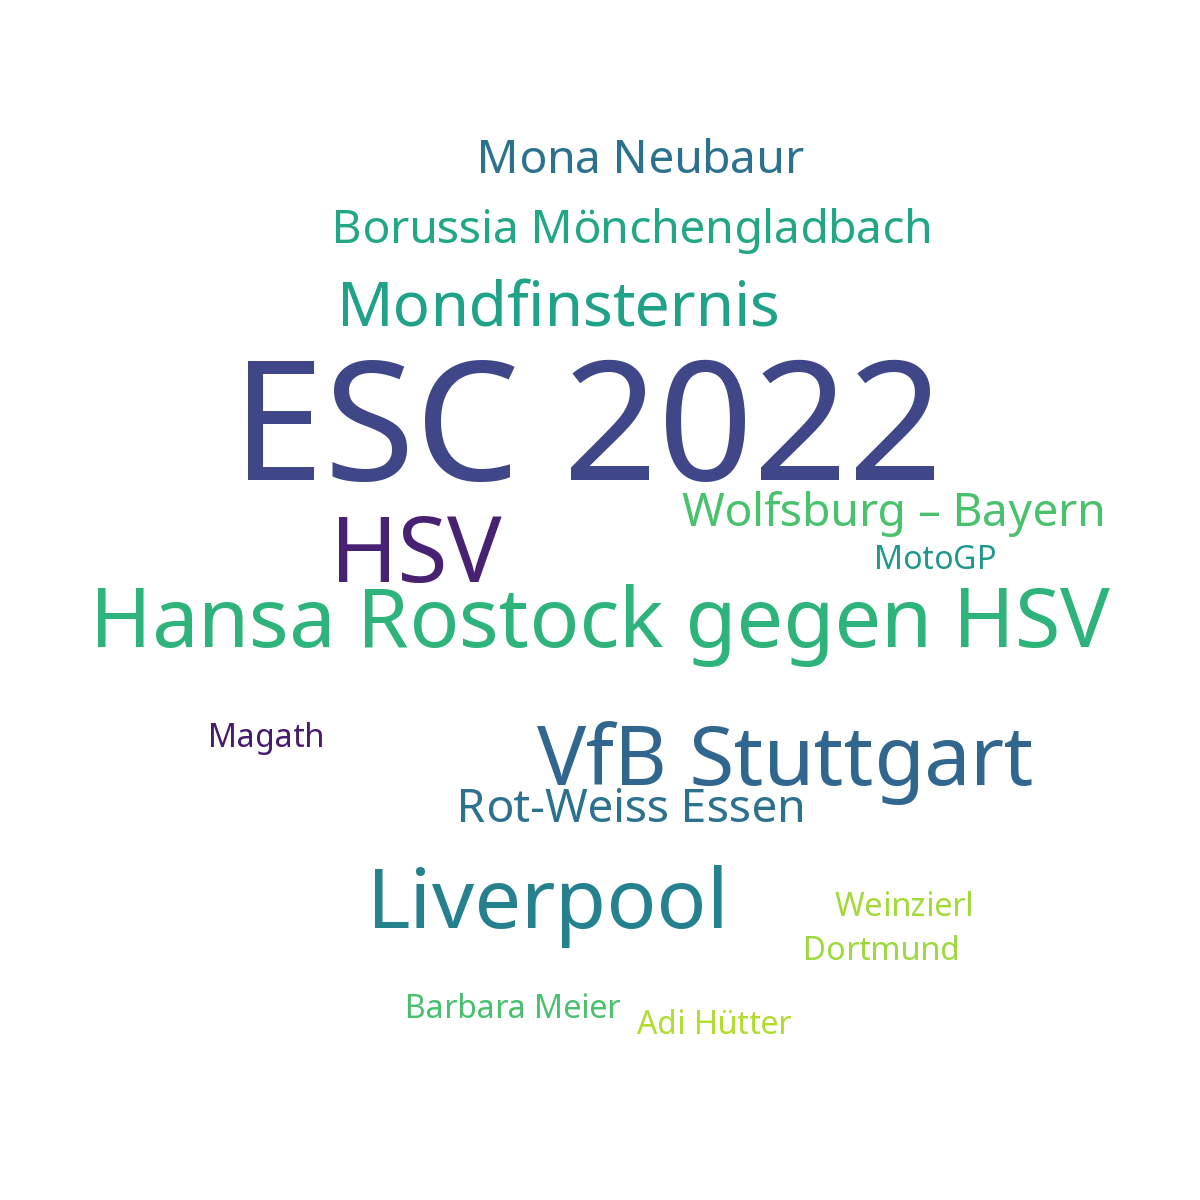 Mona Neubaur
Borussia Mönchengladbach
Mondfinsternis
ESC 2022
Wolfsburg – Bayern
HSV
MotoGP
Hansa Rostock gegen HSV
Magath
VfB Stuttgart
Rot-Weiss Essen
Liverpool
Weinzierl
Dortmund
Barbara Meier
Adi Hütter